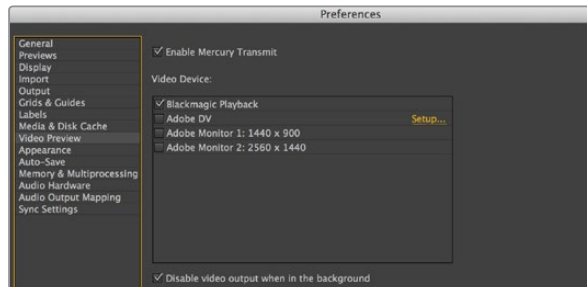 Preferences
General
Previews
Display
Import
Output
Grids & Guides
Labels
Media & Disk Cache
Video Preview
Appearance
Auto-Save
Memory & Multiprocessing
Audio Hardware
Audio Output Mapping
Sync Settings
Enable Mercury Transmit
Video Device:
Blackmagic Playback
Adobe DV Setup...
Adobe Monitor 1: 1440 x 900
Adobe Monitor 2: 2560 x 1440
Disable video output when in the background